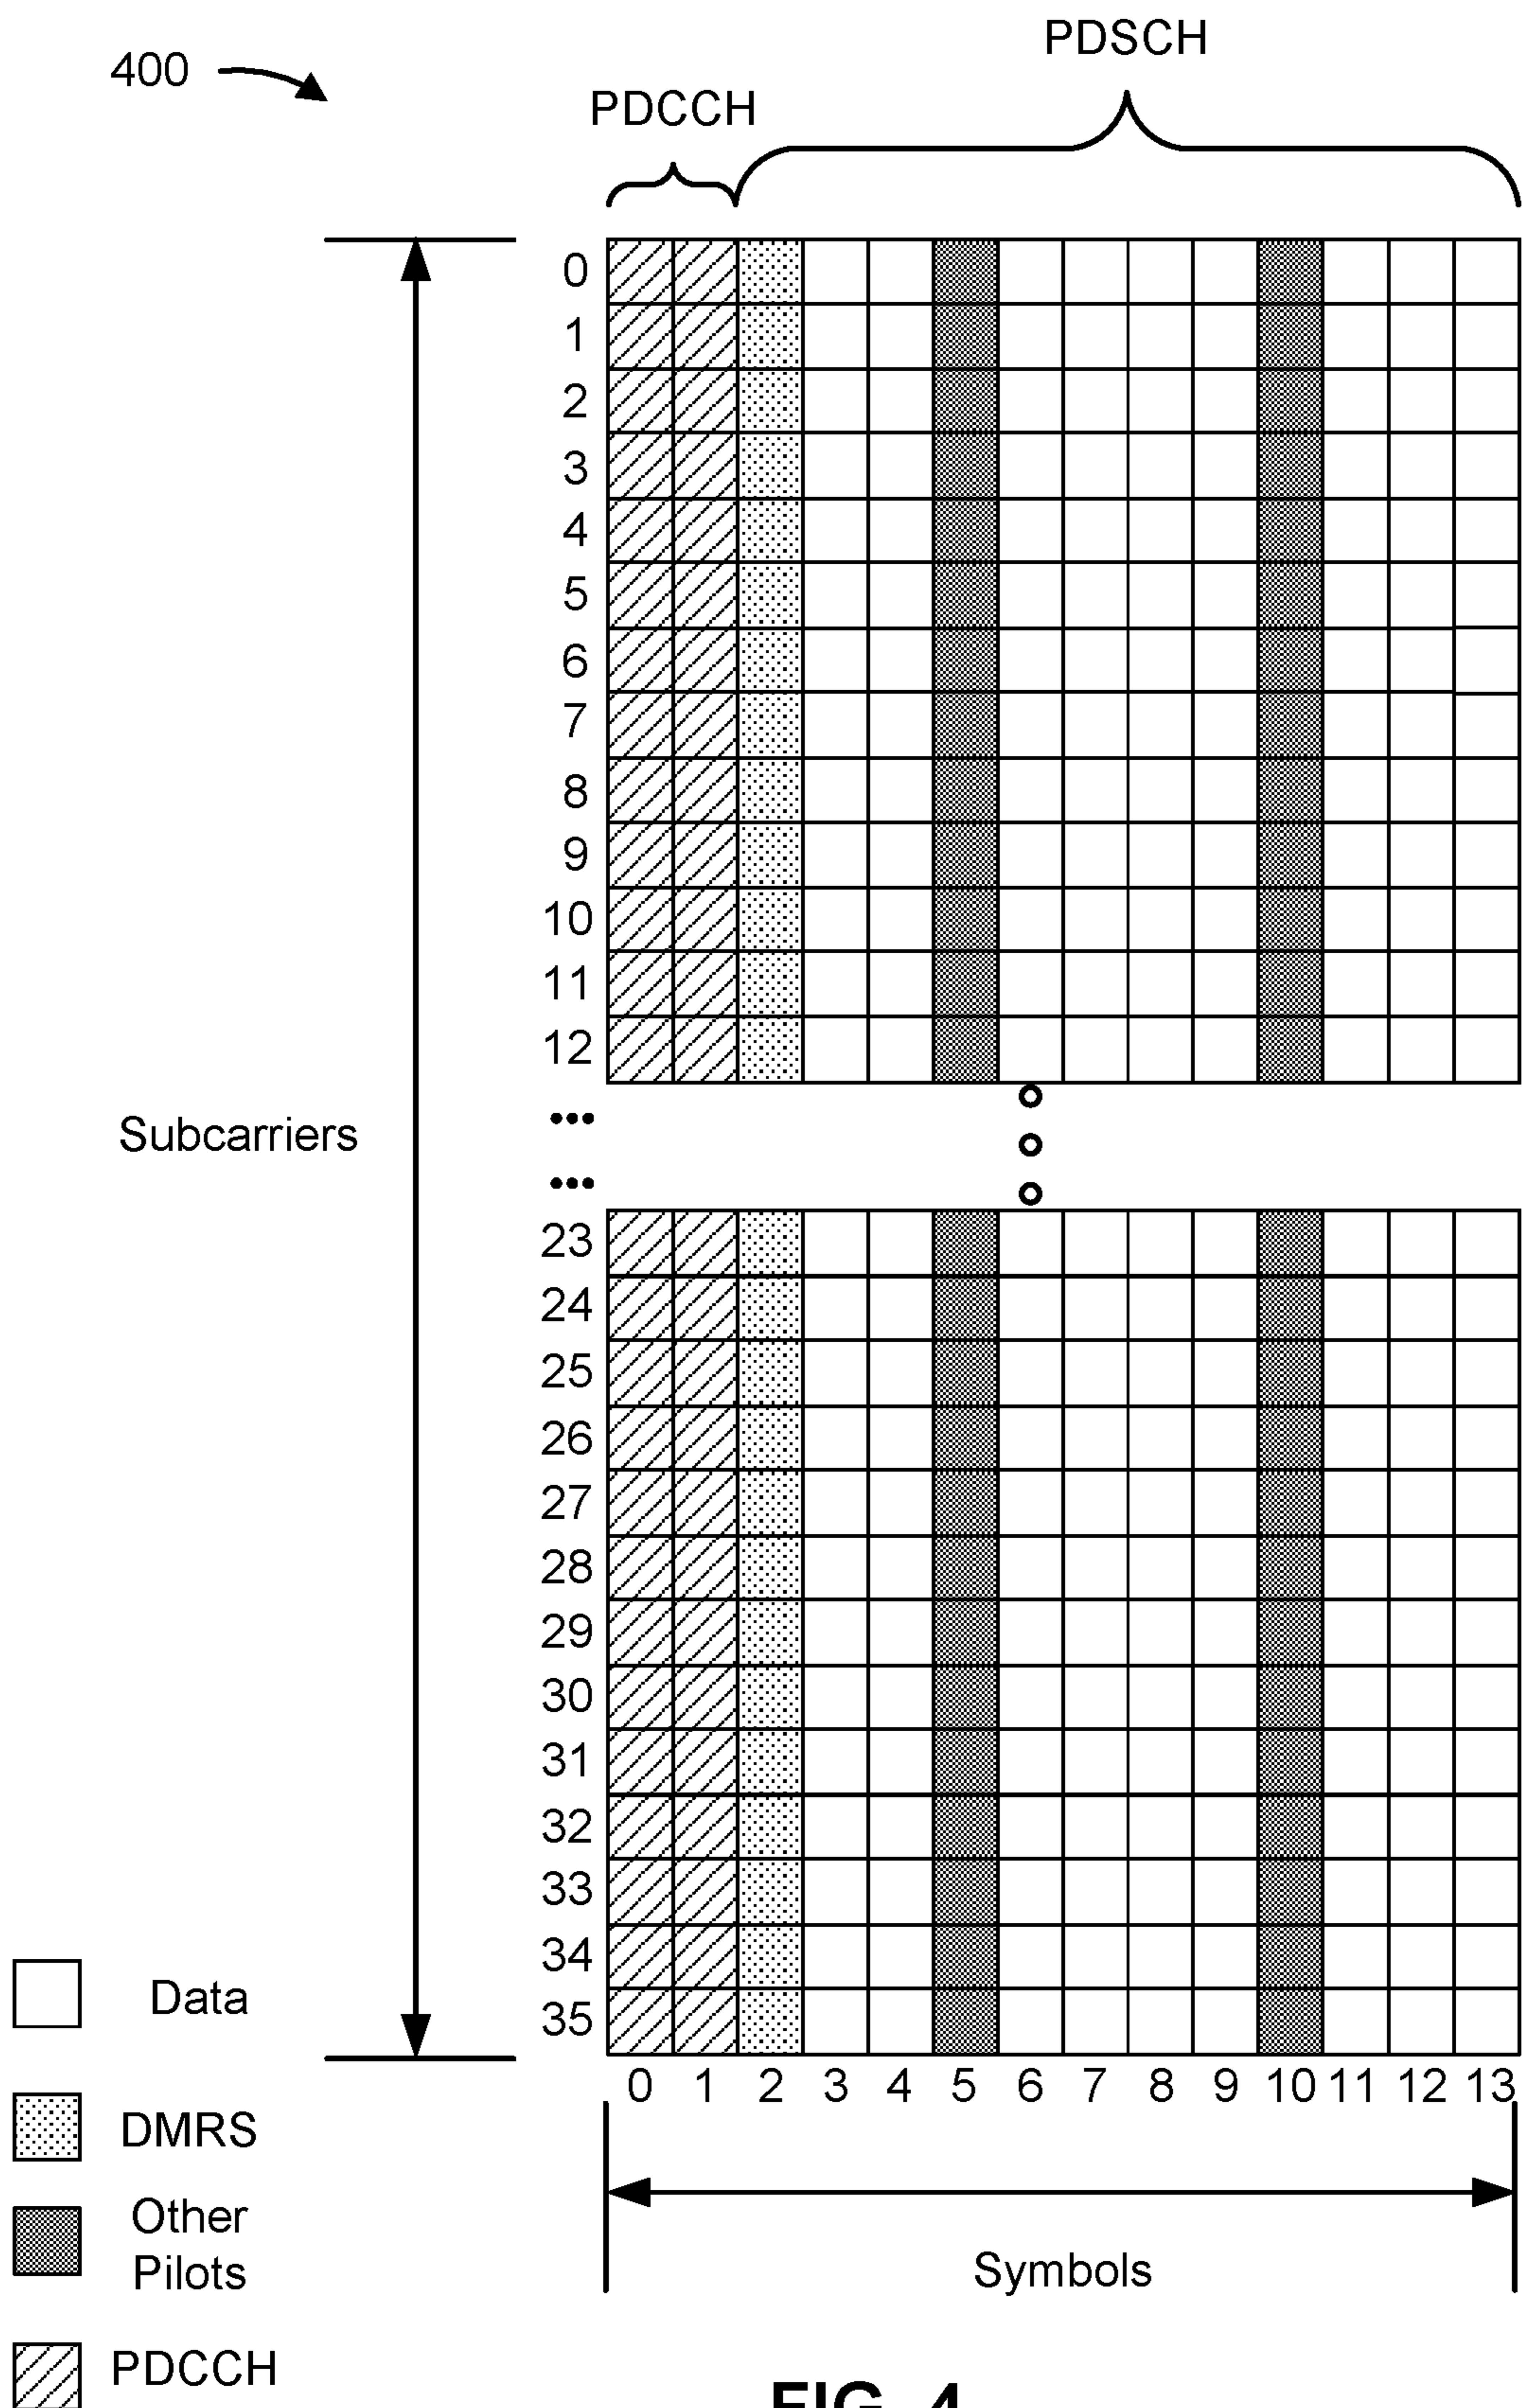 400
PDSCH
PDCCH
0
1
2
3
4
5
6
7
8
9
10
11
12
Subcarriers
...
...
23
24
25
26
27
28
29
30
31
32
33
34
35
0 1 2 3 4 5 6 7 8 9 10 11 12 13
Symbols
Data
DMRS
Other
Pilots
PDCCH
FIG. 4